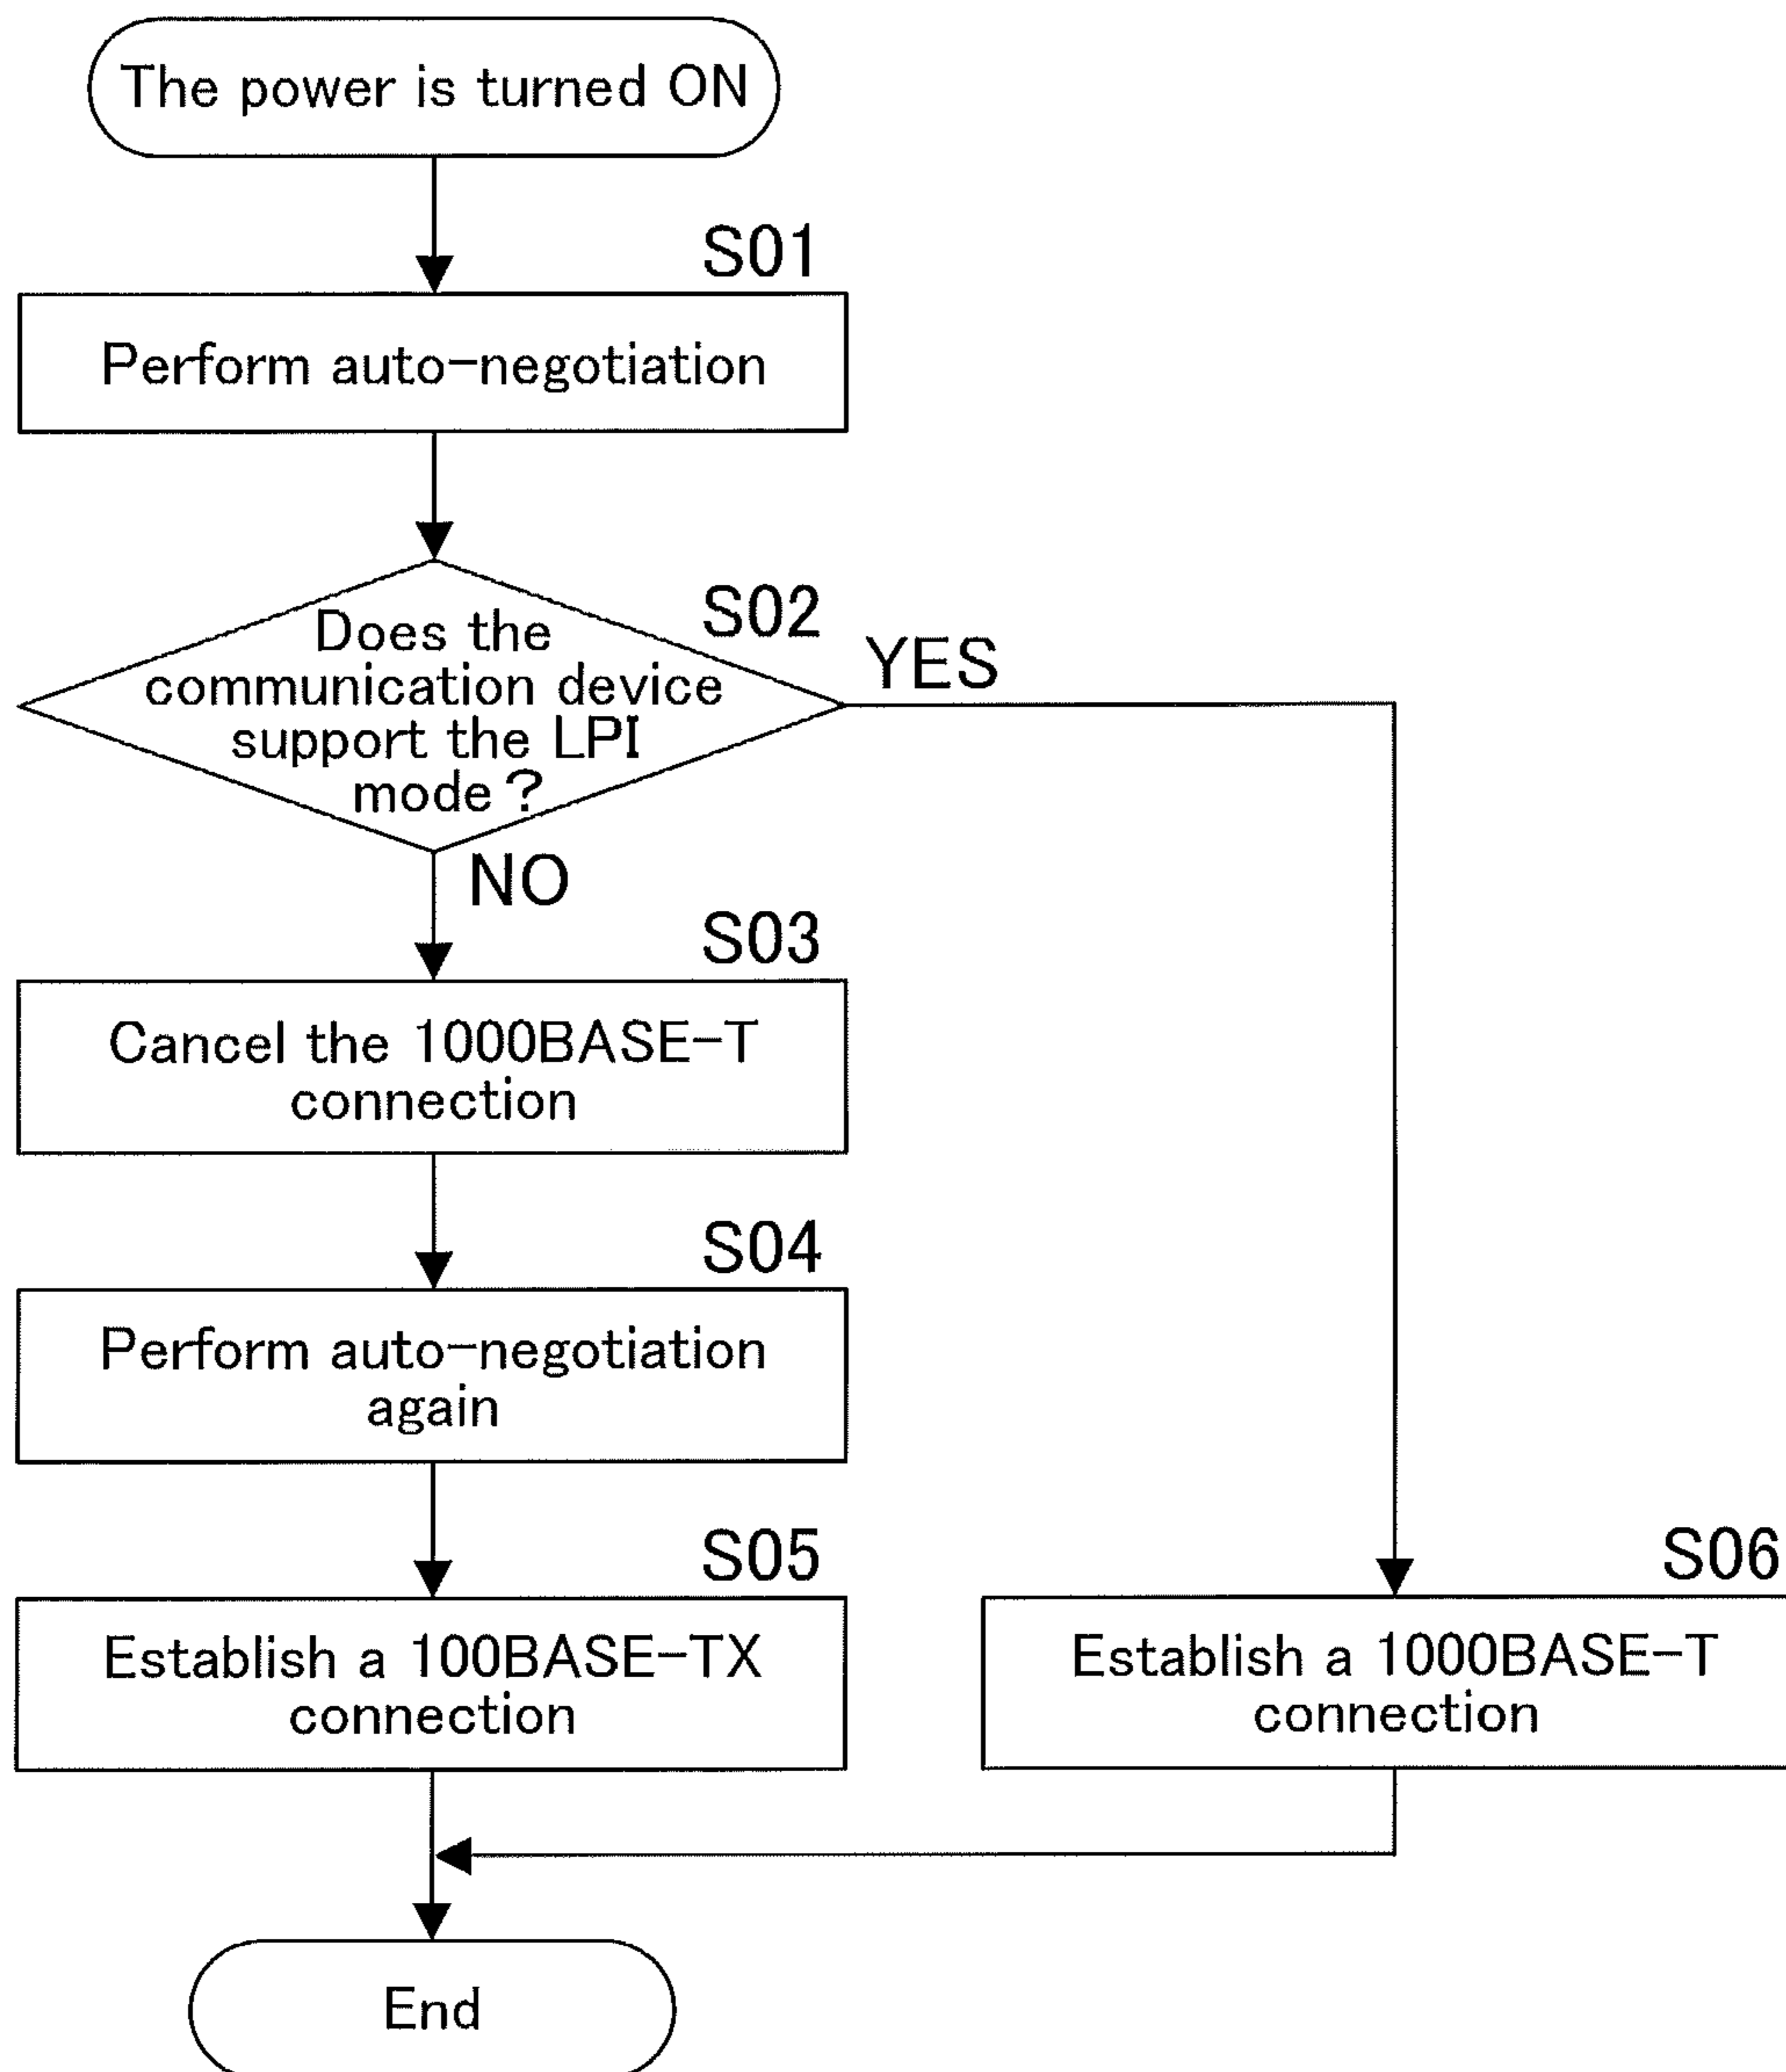 The power is turned ON
S01
Perform auto-negotiation
S02
Does the
communication device
support the LPI
mode?
YES
NO
S03
Cancel the 1000BASE-T
connection
S04
Perform auto-negotiation
again
S05
Establish a 100BASE-TX
connection
S06
Establish a 1000BASE-T
connection
End